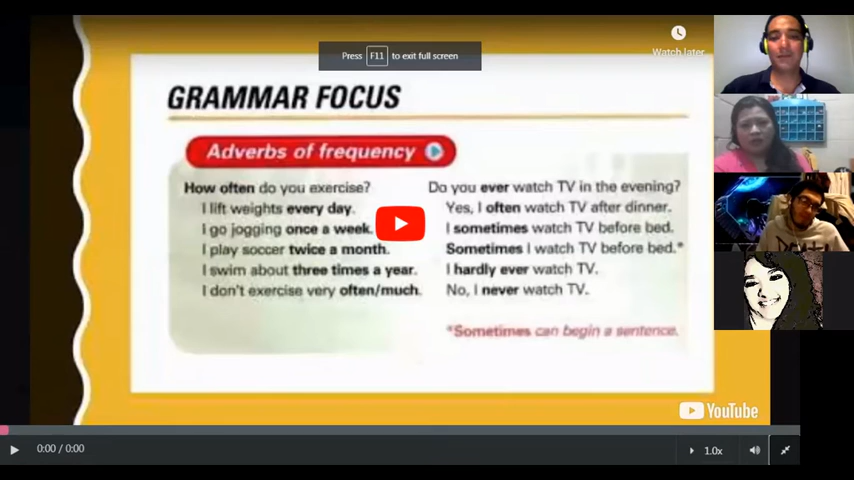 Press F11 to exit full screen
Watch later
GRAMMAR FOCUS
Adverbs of frequency
How often do you exercise?
I lift weights every day.
I go jogging once a week.
I play soccer twice a month.
I swim about three times a year.
I don't exercise very often/much.
Do you ever watch TV in the evening?
Yes, I often watch TV after dinner.
I sometimes watch TV before bed.
Sometimes I watch TV before bed.*
I hardly ever watch TV.
No, I never watch TV.
*Sometimes can begin a sentence.
YouTube
0:00 / 0:00
1.0x